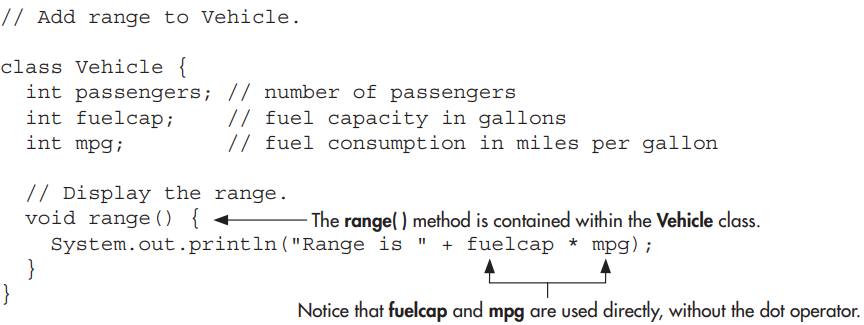 // Add range to Vehicle.
class Vehicle {
int passengers; // number of passengers
int fuelcap; // fuel capacity in gallons
int mpg; // fuel consumption in miles per gallon
// Display the range.
void range() { The range( ) method is contained within the Vehicle class.
System.out.println("Range is " + fuelcap * mpg);
}
}
Notice that fuelcap and mpg are used directly, without the dot operator.